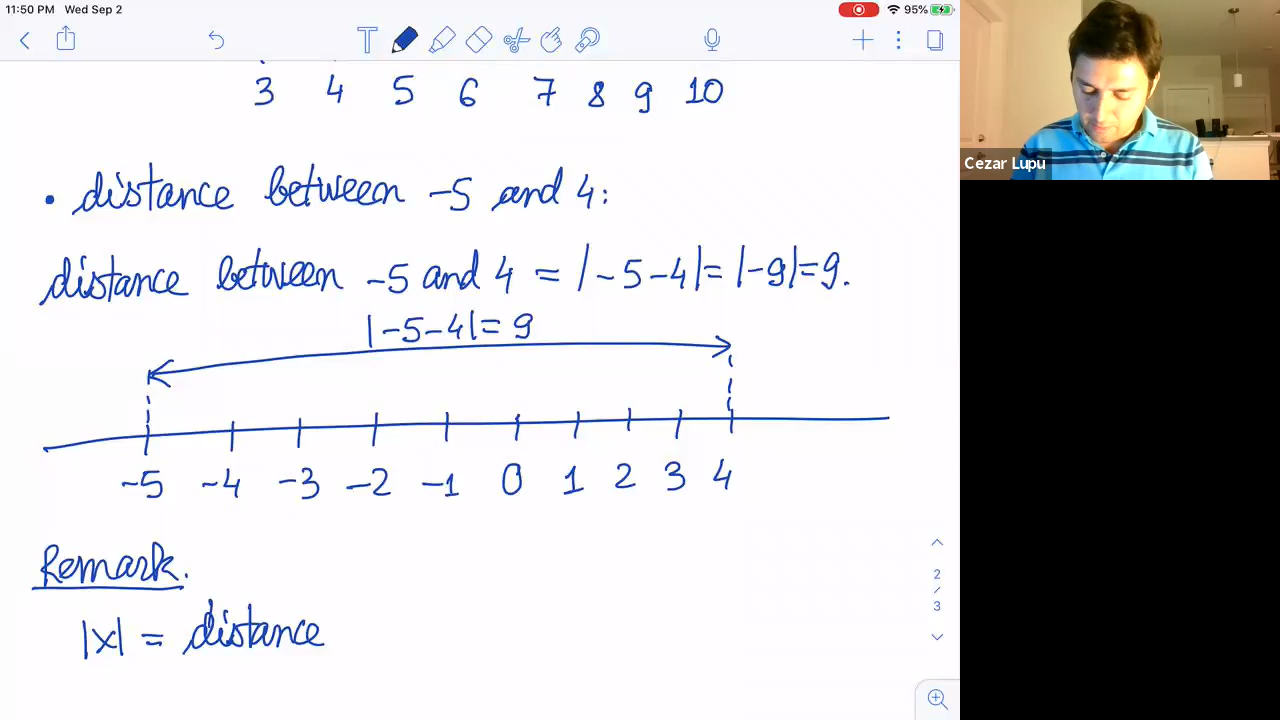 11:50 PM Wed Sep 2
95%
T
3 4 5 6 7 8 9 10
Cezar Lupu
• distance between -5 and 4:
distance between -5 and 4 = |-5-4|= |-9|=9.
|-5-4|= 9
-5 -4 -3 -2 -1 0 1 2 3 4
Remark.
2
/
3
|x| = distance